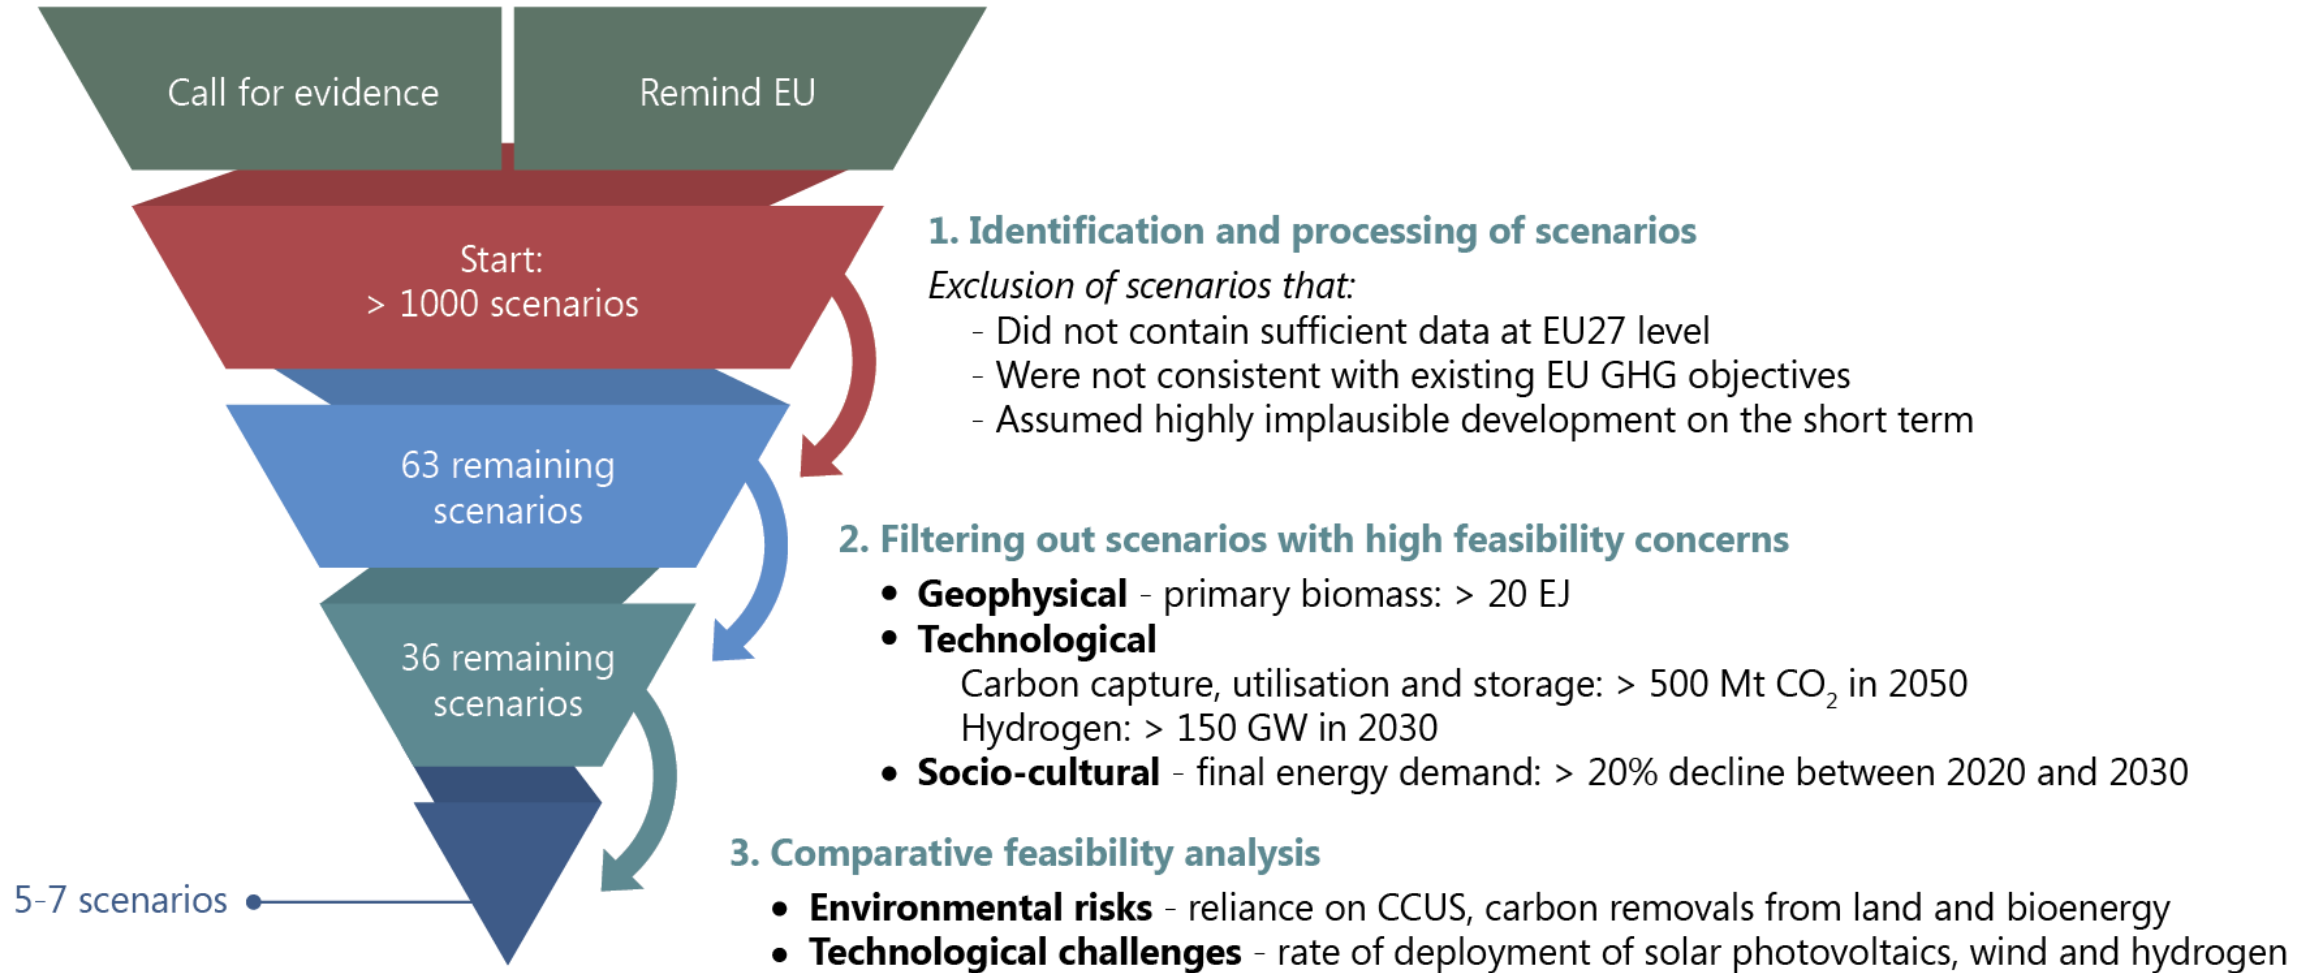 Call for evidence
Remind EU
Start:
> 1000 scenarios
1. Identification and processing of scenarios
Exclusion of scenarios that:
- Did not contain sufficient data at EU27 level
- Were not consistent with existing EU GHG objectives
- Assumed highly implausible development on the short term
63 remaining
scenarios
2. Filtering out scenarios with high feasibility concerns
• Geophysical - primary biomass: > 20 EJ
• Technological
Carbon capture, utilisation and storage: > 500 Mt CO₂ in 2050
Hydrogen: > 150 GW in 2030
• Socio-cultural - final energy demand: > 20% decline between 2020 and 2030
36 remaining
scenarios
3. Comparative feasibility analysis
• Environmental risks - reliance on CCUS, carbon removals from land and bioenergy
• Technological challenges - rate of deployment of solar photovoltaics, wind and hydrogen
5-7 scenarios